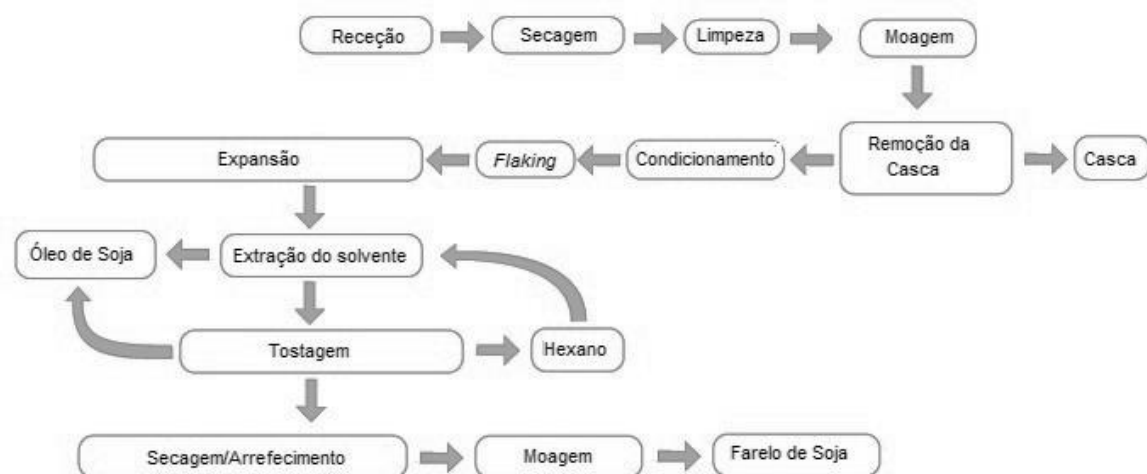 Receção
Secagem
Limpeza
Moagem
Expansão
Flaking
Condicionamento
Remoção da
Casca
Casca
Óleo de Soja
Extração do solvente
Tostagem
Hexano
Secagem/Arrefecimento
Moagem
Farelo de Soja